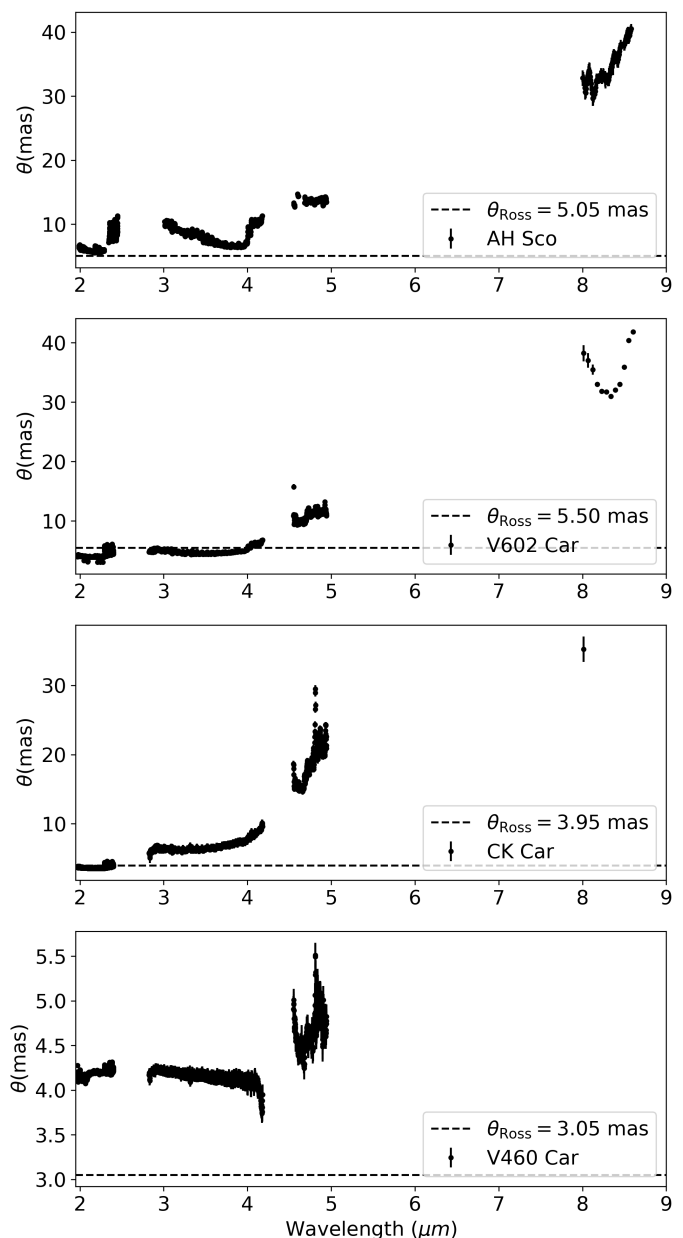 40
30
20
10
θ(mas)
θRoss = 5.05 mas
AH Sco
2 3 4 5 6 7 8 9
40
30
20
10
θ(mas)
θRoss = 5.50 mas
V602 Car
2 3 4 5 6 7 8 9
30
20
10
θ(mas)
θRoss = 3.95 mas
CK Car
2 3 4 5 6 7 8 9
5.5
5.0
4.5
4.0
3.5
3.0
θ(mas)
θRoss = 3.05 mas
V460 Car
2 3 4 5 6 7 8 9
Wavelength (μm)